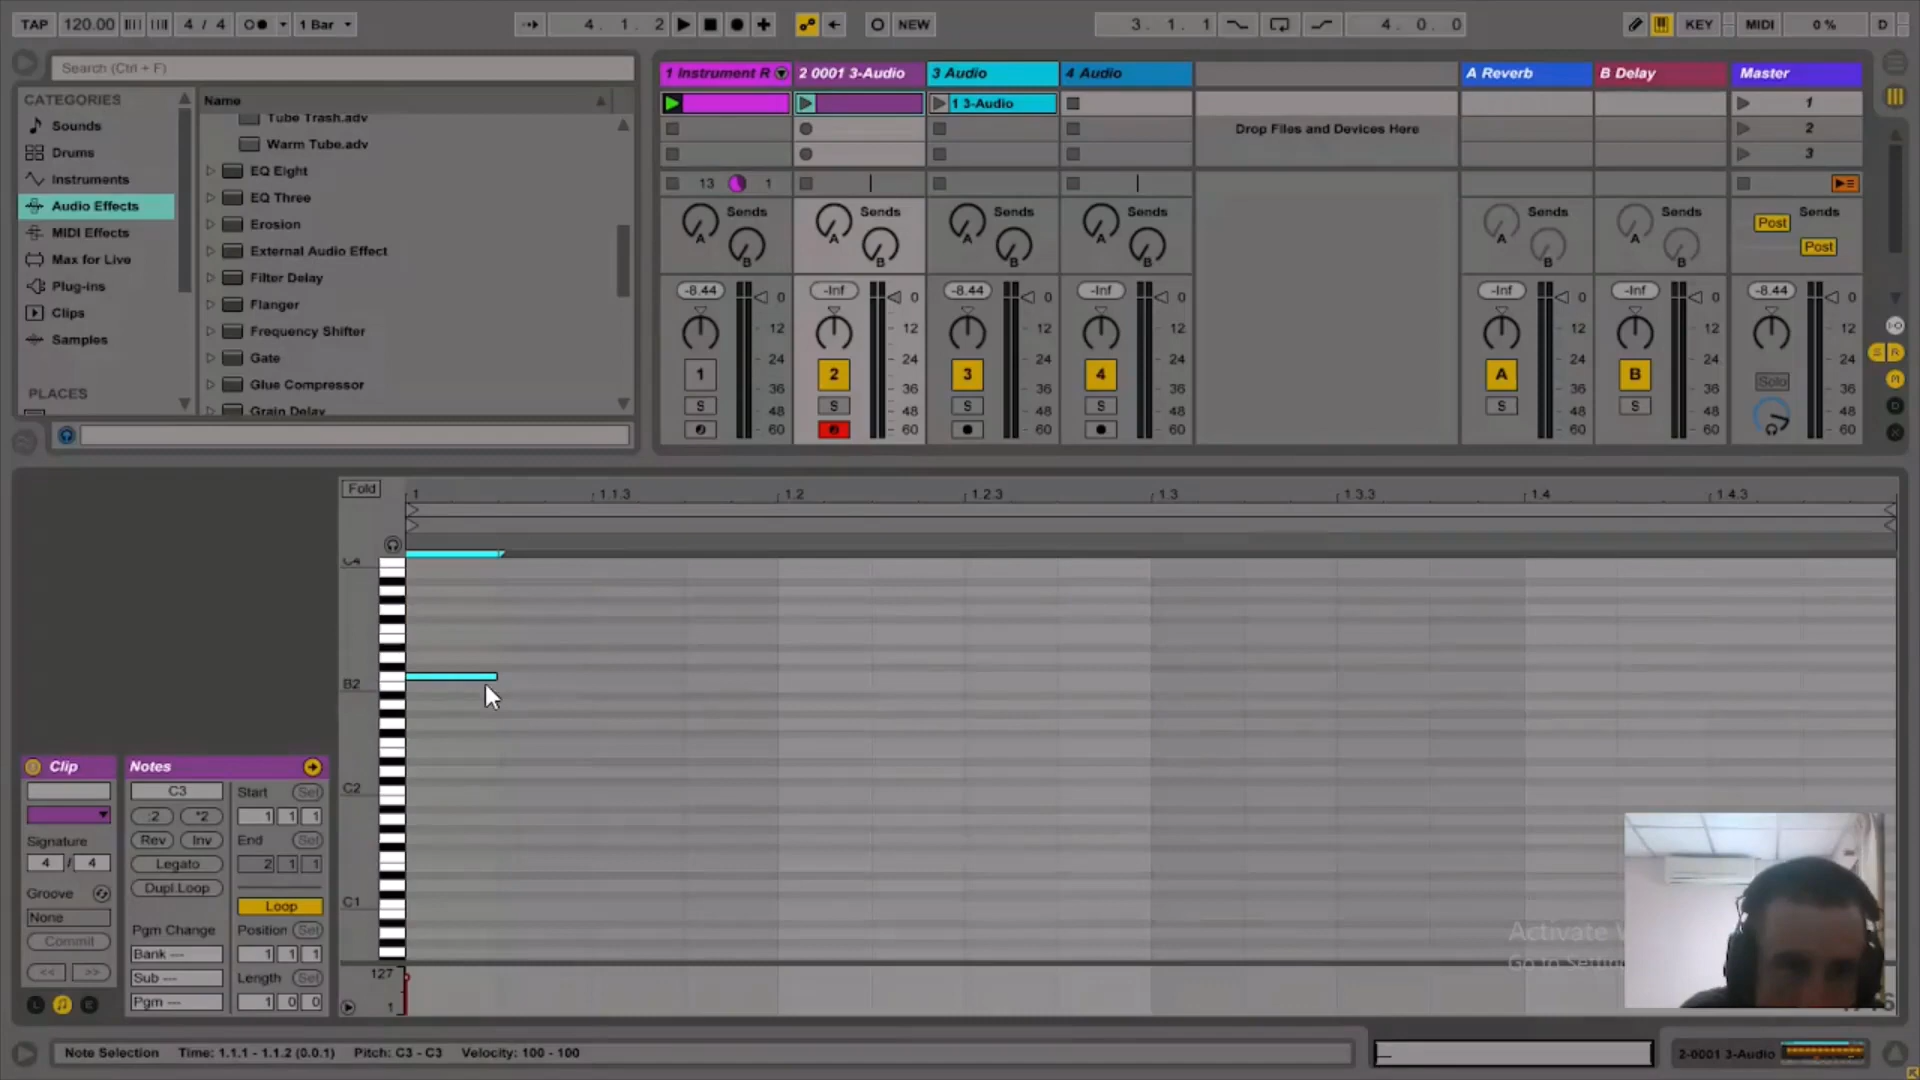 TAP 120.00 4 / 4 1 Bar 4. 1. 2 NEW 3. 1. 1 4. 0. 0 KEY MIDI 0 % D
Search (Ctrl + F)
CATEGORIES
Sounds
Drums
Instruments
Audio Effects
MIDI Effects
Max for Live
Plug-ins
Clips
Samples
PLACES
Name
Tube Trash.adv
Warm Tube.adv
EQ Eight
EQ Three
Erosion
External Audio Effect
Filter Delay
Flanger
Frequency Shifter
Gate
Glue Compressor
Grain Delay
1 Instrument R 2 0001 3-Audio 3 Audio 4 Audio A Reverb B Delay Master
1 3-Audio 1
Drop Files and Devices Here 2
3
13 1
Sends Sends Sends Sends Sends Sends Post Sends
A A A A A A Post
B B B B B B
-8.44 0 -Inf 0 -8.44 0 -Inf 0 -Inf 0 -Inf 0 -8.44 0
12 12 12 12 12 12 12
24 24 24 24 24 24 24
1 2 3 4 A B Solo
36 36 36 36 36 36 36
S S S S S S
48 48 48 48 48 48 48
60 60 60 60 60 60 60
Fold 1 1.1.3 1.2 1.2.3 1.3 1.3.3 1.4 1.4.3
C4
B2
C2
C1
127
1
Clip
Signature
4 / 4
Groove
None
Commit
<< >>
Notes
C3
:2 *2
Rev Inv
Legato
Dupl.Loop
Pgm Change
Bank ---
Sub ---
Pgm ---
Start Set
1 1 1
End Set
2 1 1
Loop
Position Set
1 1 1
Length Set
1 0 0
Activate
Go to Settin
Note Selection Time: 1.1.1 - 1.1.2 (0.0.1) Pitch: C3 - C3 Velocity: 100 - 100
2-0001 3-Audio